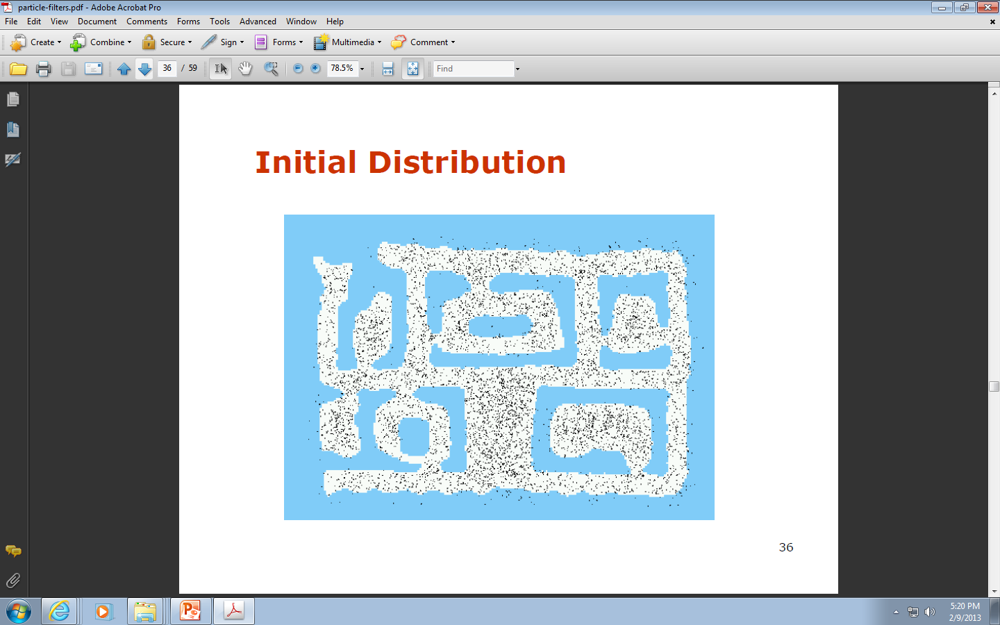 particle-filters.pdf - Adobe Acrobat Pro
File Edit View Document Comments Forms Tools Advanced Window Help
Create Combine Secure Sign Forms Multimedia Comment
36 / 59 78.5% Find
Initial Distribution
36
5:20 PM
2/9/2013